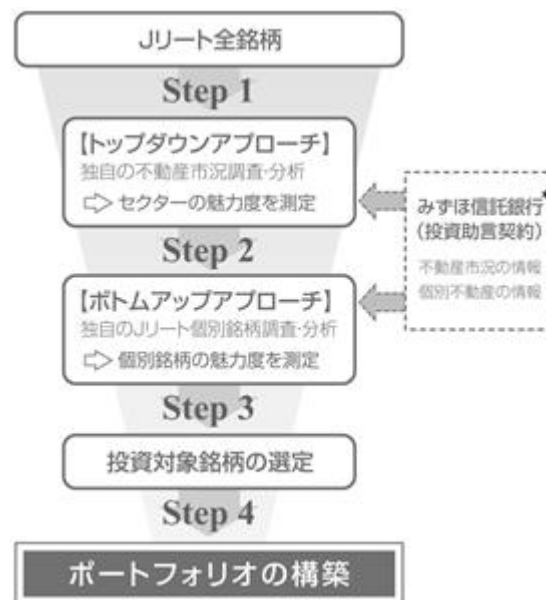 Jリート全銘柄
Step 1
【トップダウンアプローチ】
独自の不動産市況調査・分析
⇨ セクターの魅力度を測定
Step 2
【ボトムアップアプローチ】
独自のJリート個別銘柄調査・分析
⇨ 個別銘柄の魅力度を測定
みずほ信託銀行*
(投資助言契約)
不動産市況の情報
個別不動産の情報
Step 3
投資対象銘柄の選定
Step 4
ポートフォリオの構築